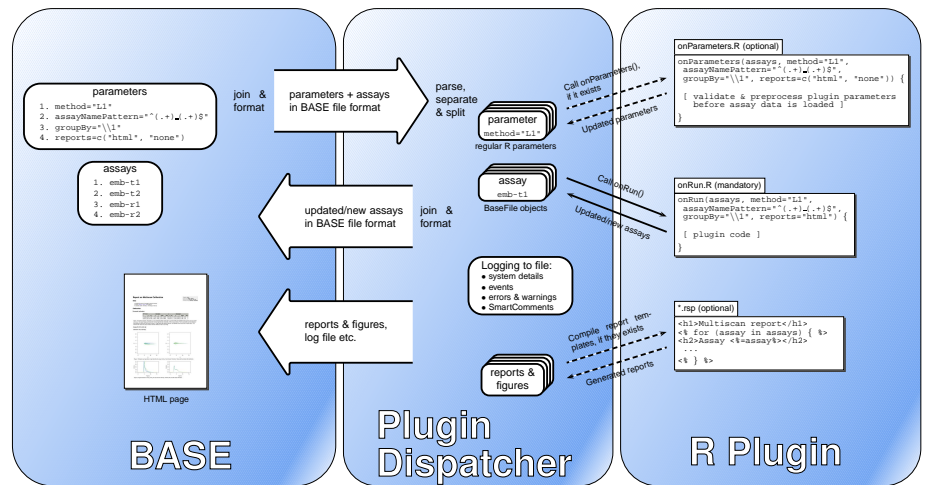 parameters
1. method="L1"
2. assayNamePattern="^(.+)_(.+)$"
3. groupBy="\\1"
4. reports=c("html", "none")
assays
1. emb-t1
2. emb-t2
3. emb-r1
4. emb-r2
HTML page
BASE
join &
format
parameters + assays
in BASE file format
updated/new assays
in BASE file format
reports & figures,
log file etc.
parse,
separate
& split
parameter
method="L1"
regular R parameters
assay
emb-t1
BaseFile objects
join &
format
Logging to file:
● system details
● events
● errors & warnings
● SmartComments
reports &
figures
Plugin
Dispatcher
Call onParameters(),
if it exists
Updated parameters
Call onRun()
Updated/new assays
Compile report tem-
plates, if they exists
Generated reports
onParameters.R (optional)
onParameters(assays, method="L1",
assayNamePattern="^(.+)_(.+)$",
groupBy="\\1", reports=c("html", "none")) {
[ validate & preprocess plugin parameters
before assay data is loaded ]
}
onRun.R (mandatory)
onRun(assays, method="L1",
assayNamePattern="^(.+)_(.+)$",
groupBy="\\1", reports="html") {
[ plugin code ]
}
*.rsp (optional)
<h1>Multiscan report</h1>
<% for (assay in assays) { %>
<h2>Assay <%=assay%></h2>
...
<% } %>
R Plugin